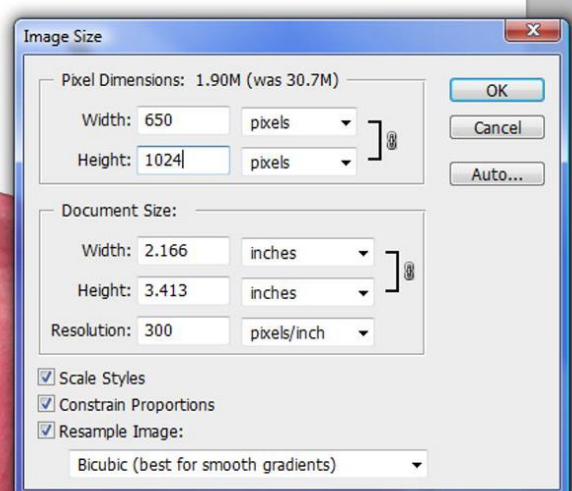 Image Size
Pixel Dimensions: 1.90M (was 30.7M)
OK
Width: 650 pixels
Cancel
Height: 1024 pixels
Auto...
Document Size:
Width: 2.166 inches
Height: 3.413 inches
Resolution: 300 pixels/inch
Scale Styles
Constrain Proportions
Resample Image:
Bicubic (best for smooth gradients)